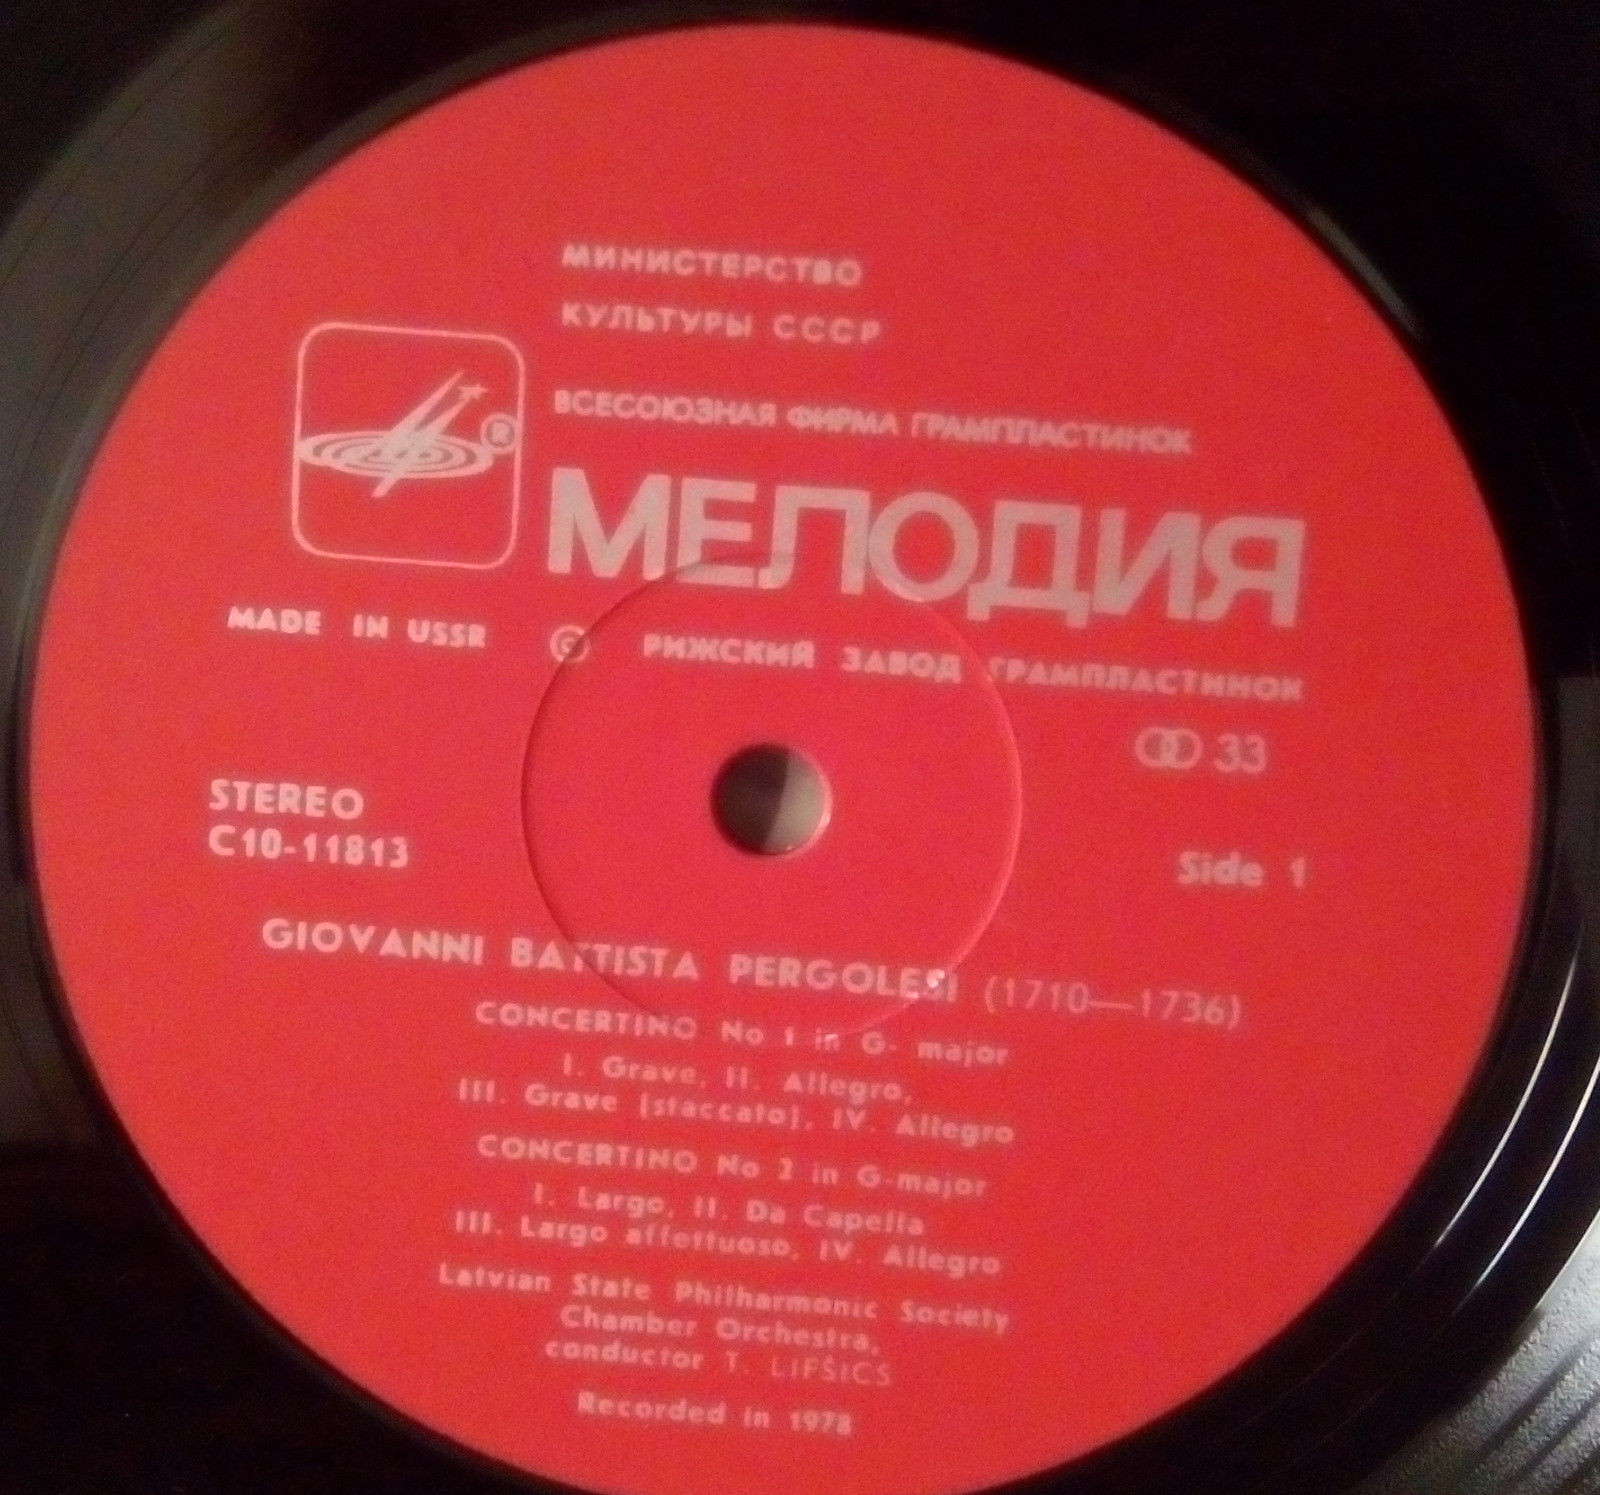 МИНИСТЕРСТВО
КУЛЬТУРЫ СССР
ВСЕСОЮЗНАЯ ФИРМА ГРАМПЛАСТИНОК
®
МЕЛОДИЯ
MADE IN USSR © РИЖСКИЙ ЗАВОД ГРАМПЛАСТИНОК
33
STEREO
C10-11813
Side 1
GIOVANNI BATTISTA PERGOLESI (1710—1736)
CONCERTINO No 1 in G- major
I. Grave, II. Allegro,
III. Grave (staccato), IV. Allegro
CONCERTINO No 2 in G-major
I. Largo, II. Da Capella
III. Largo affettuoso, IV. Allegro
Latvian State Philharmonic Society
Chamber Orchestra,
conductor T. LIFŠICS
Recorded in 1978